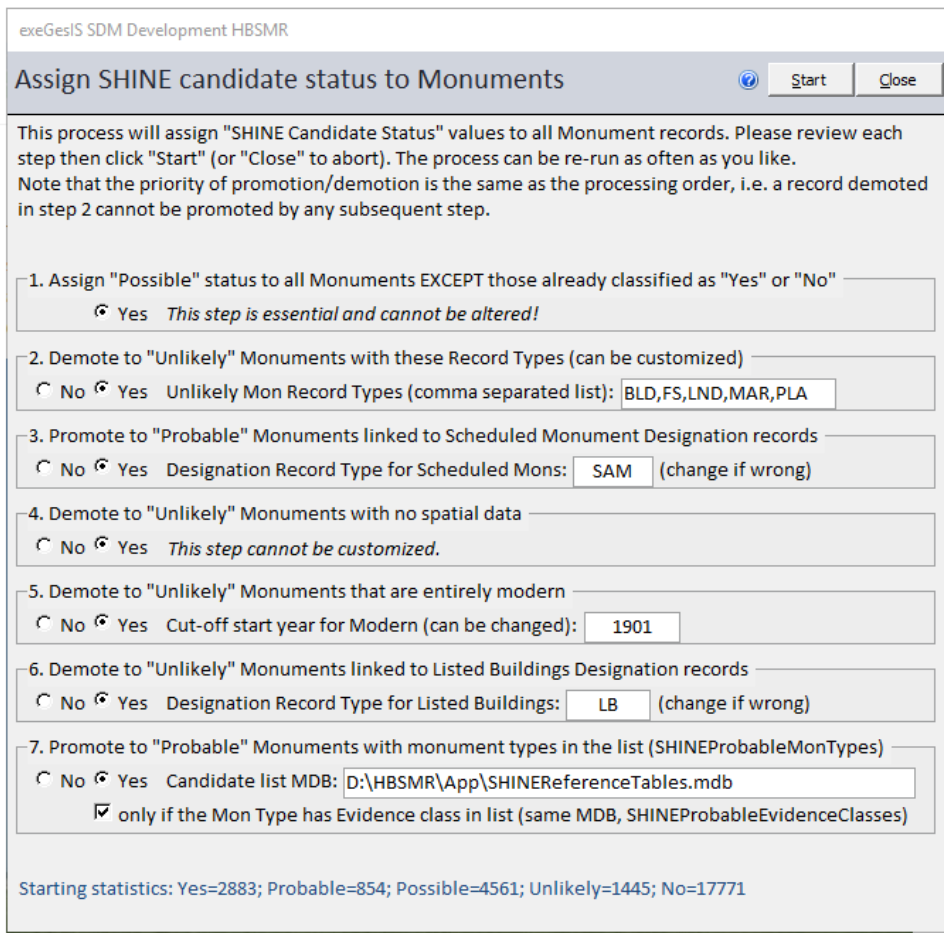 exeGesIS SDM Development HBSMR
Assign SHINE candidate status to Monuments
?
Start
Close
This process will assign "SHINE Candidate Status" values to all Monument records. Please review each
step then click "Start" (or "Close" to abort). The process can be re-run as often as you like.
Note that the priority of promotion/demotion is the same as the processing order, i.e. a record demoted
in step 2 cannot be promoted by any subsequent step.
1. Assign "Possible" status to all Monuments EXCEPT those already classified as "Yes" or "No"
Yes This step is essential and cannot be altered!
2. Demote to "Unlikely" Monuments with these Record Types (can be customized)
No Yes Unlikely Mon Record Types (comma separated list): BLD,FS,LND,MAR,PLA
3. Promote to "Probable" Monuments linked to Scheduled Monument Designation records
No Yes Designation Record Type for Scheduled Mons: SAM (change if wrong)
4. Demote to "Unlikely" Monuments with no spatial data
No Yes This step cannot be customized.
5. Demote to "Unlikely" Monuments that are entirely modern
No Yes Cut-off start year for Modern (can be changed): 1901
6. Demote to "Unlikely" Monuments linked to Listed Buildings Designation records
No Yes Designation Record Type for Listed Buildings: LB (change if wrong)
7. Promote to "Probable" Monuments with monument types in the list (SHINEProbableMonTypes)
No Yes Candidate list MDB: D:\HBSMR\App\SHINEReferenceTables.mdb
only if the Mon Type has Evidence class in list (same MDB, SHINEProbableEvidenceClasses)
Starting statistics: Yes=2883; Probable=854; Possible=4561; Unlikely=1445; No=17771